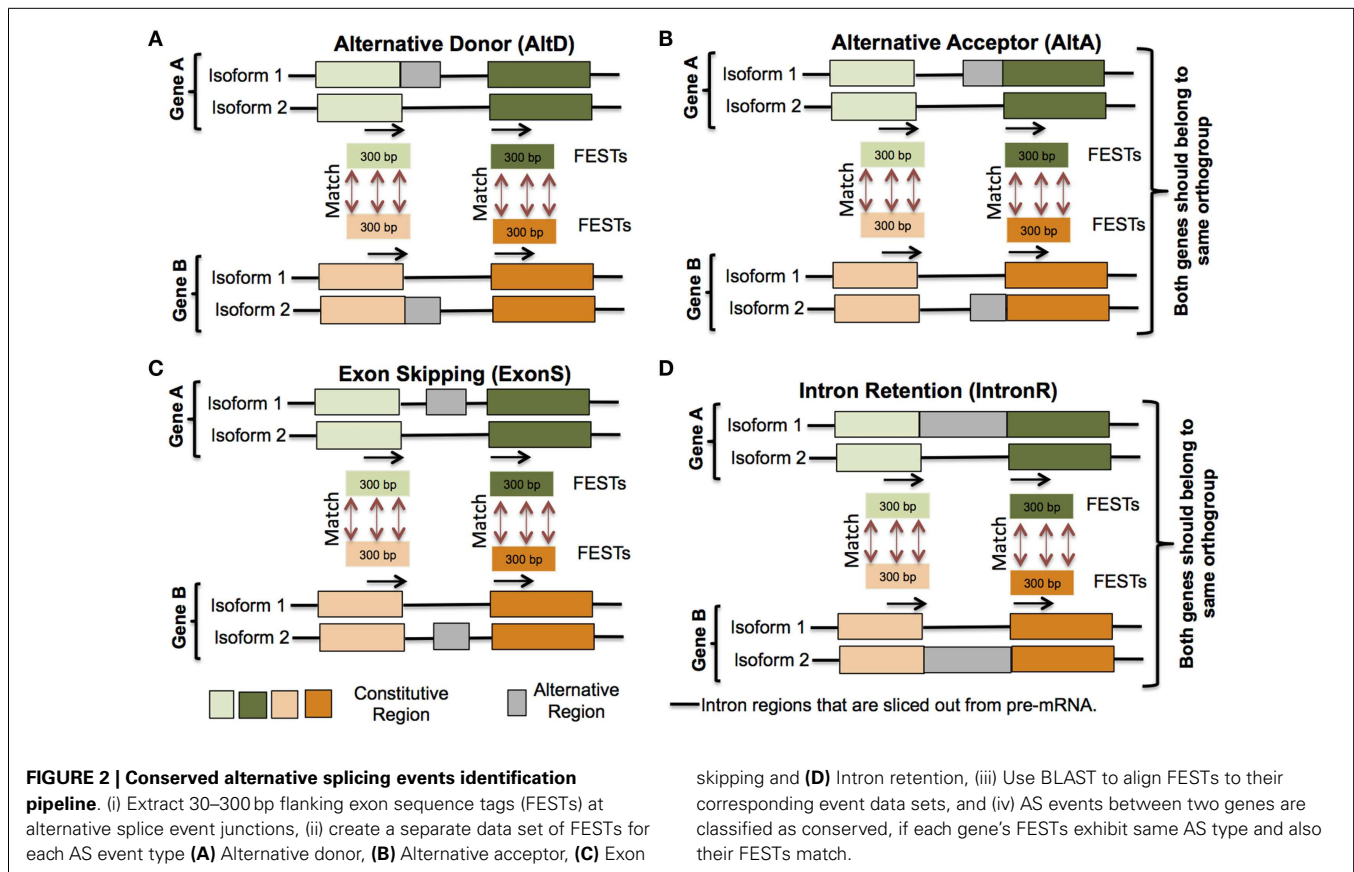 A
Alternative Donor (AltD)
Gene A
Isoform 1
Isoform 2
300 bp
300 bp
FESTs
Match
Match
300 bp
300 bp
FESTs
Gene B
Isoform 1
Isoform 2
B
Alternative Acceptor (AltA)
Gene A
Isoform 1
Isoform 2
300 bp
300 bp
FESTs
Match
Match
300 bp
300 bp
FESTs
Gene B
Isoform 1
Isoform 2
Both genes should belong to
same orthogroup
C
Exon Skipping (ExonS)
Gene A
Isoform 1
Isoform 2
300 bp
300 bp
FESTs
Match
Match
300 bp
300 bp
FESTs
Gene B
Isoform 1
Isoform 2
Constitutive
Region
Alternative
Region
D
Intron Retention (IntronR)
Gene A
Isoform 1
Isoform 2
300 bp
300 bp
FESTs
Match
Match
300 bp
300 bp
FESTs
Gene B
Isoform 1
Isoform 2
Both genes should belong to
same orthogroup
Intron regions that are sliced out from pre-mRNA.
FIGURE 2 | Conserved alternative splicing events identification
pipeline. (i) Extract 30–300 bp flanking exon sequence tags (FESTs) at
alternative splice event junctions, (ii) create a separate data set of FESTs for
each AS event type (A) Alternative donor, (B) Alternative acceptor, (C) Exon
skipping and (D) Intron retention, (iii) Use BLAST to align FESTs to their
corresponding event data sets, and (iv) AS events between two genes are
classified as conserved, if each gene's FESTs exhibit same AS type and also
their FESTs match.